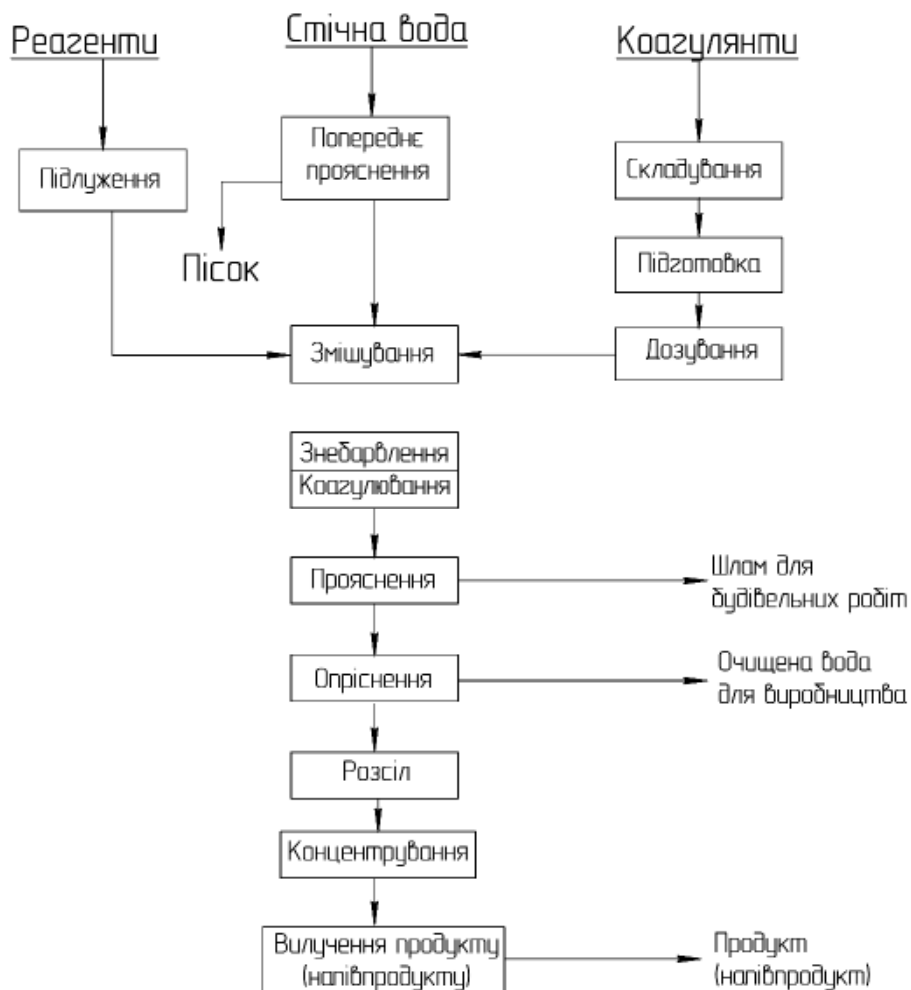 Реагенти
Стічна вода
Коагулянти
Підлуження
Попереднє
прояснення
Складування
Пісок
Підготовка
Змішування
Дозування
Знебарвлення
Коагулювання
Прояснення
Шлам для
будівельних робіт
Опріснення
Очищена вода
для виробництва
Розсіл
Концентрування
Вилучення продукту
(напівпродукту)
Продукт
(напівпродукт)